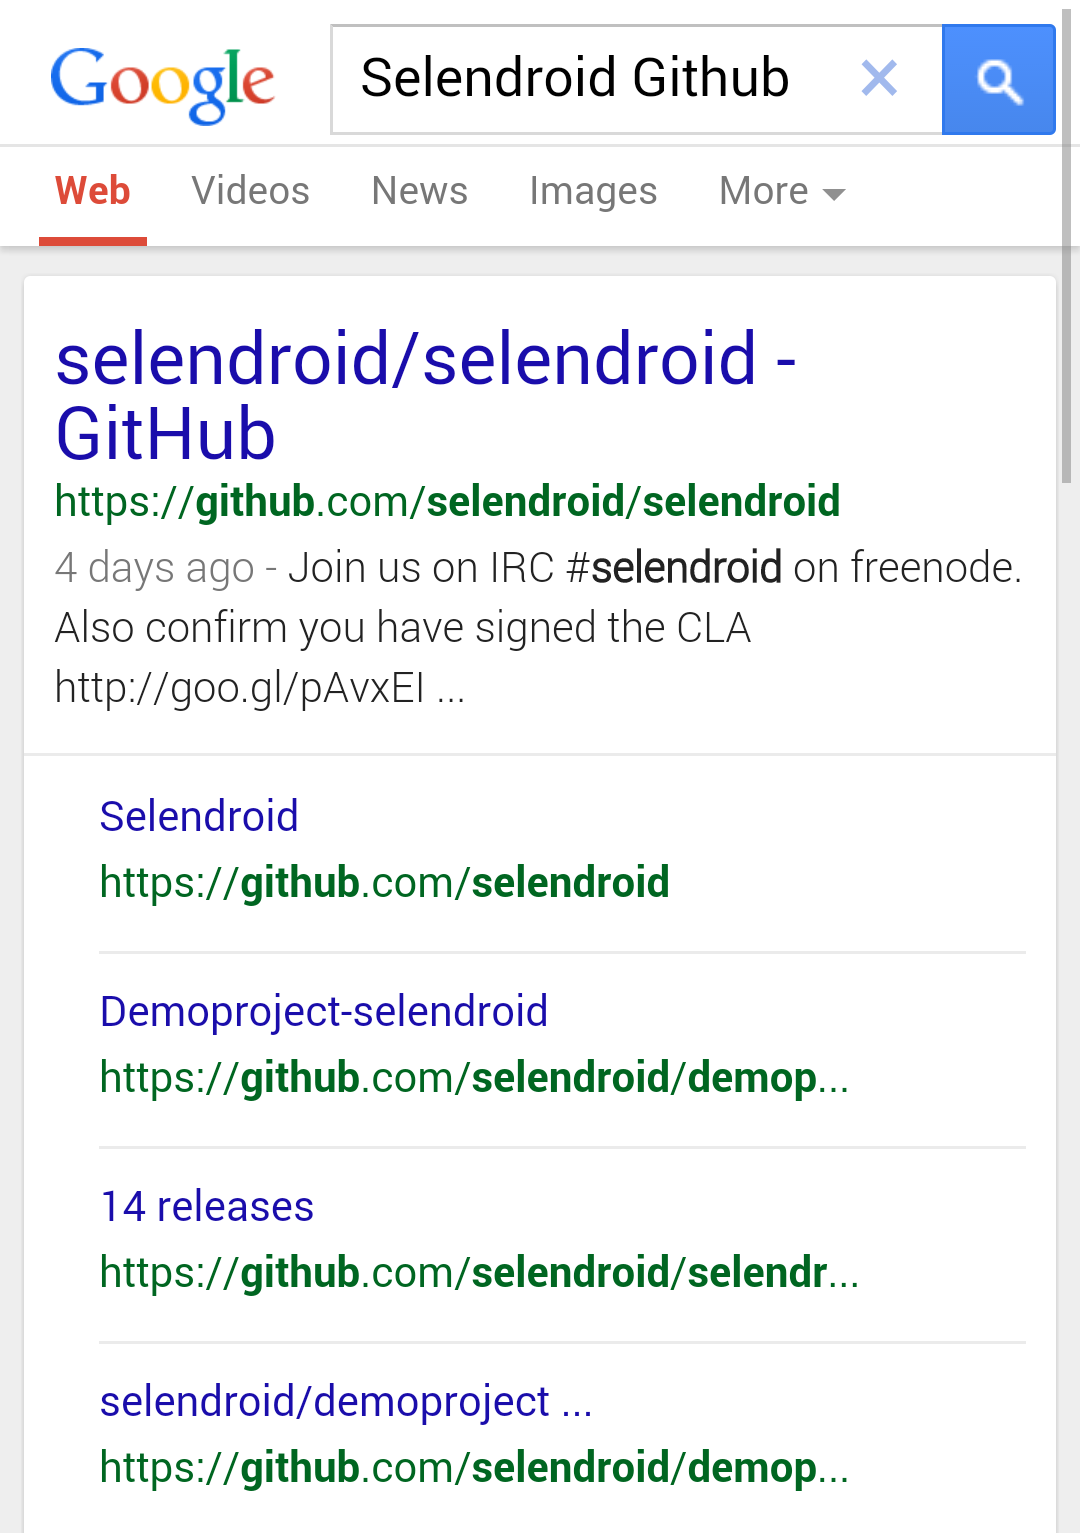 Google Selendroid Github ×
Web Videos News Images More
selendroid/selendroid -
GitHub
https://github.com/selendroid/selendroid
4 days ago - Join us on IRC #selendroid on freenode.
Also confirm you have signed the CLA
http://goo.gl/pAvxEI ...
Selendroid
https://github.com/selendroid
Demoproject-selendroid
https://github.com/selendroid/demop...
14 releases
https://github.com/selendroid/selendr...
selendroid/demoproject ...
https://github.com/selendroid/demop...